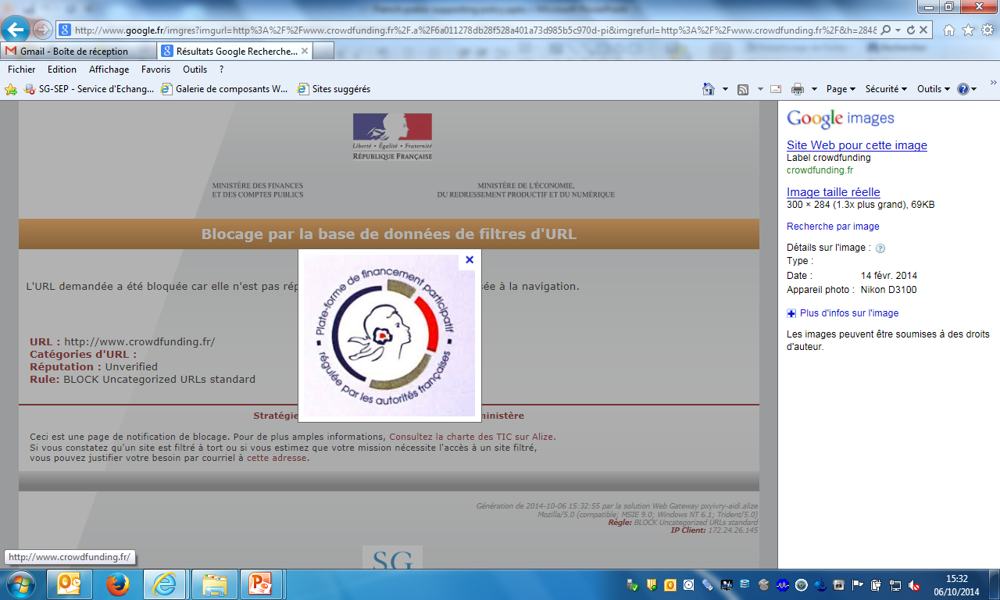 http://www.google.fr/imgres?imgurl=http%3A%2F%2Fwww.crowdfunding.fr%2F.a%2F6a011278db28f528a401a73d985b5c970d-pi&imgrefurl=http%3A%2F%2Fwww.crowdfunding.fr%2F&h=284&
Gmail - Boîte de réception
Résultats Google Recherche...
Fichier Edition Affichage Favoris Outils ?
SG-SEP - Service d'Echang... Galerie de composants W... Sites suggérés
Page Sécurité Outils
Liberté • Égalité • Fraternité
RÉPUBLIQUE FRANÇAISE
MINISTÈRE DES FINANCES
ET DES COMPTES PUBLICS
MINISTÈRE DE L'ÉCONOMIE,
DU REDRESSEMENT PRODUCTIF ET DU NUMÉRIQUE
Blocage par la base de données de filtres d'URL
L'URL demandée a été bloquée car elle n'est pas rép
sée à la navigation.
Plate-forme de financement participatif
régulée par les autorités françaises
URL : http://www.crowdfunding.fr/
Catégories d'URL :
Réputation : Unverified
Rule: BLOCK Uncategorized URLs standard
Stratégie
ministère
Ceci est une page de notification de blocage. Pour de plus amples informations, Consultez la charte des TIC sur Alize.
Si vous constatez qu'un site est filtré à tort ou si vous estimez que votre mission nécessite l'accès à un site filtré,
vous pouvez justifier votre besoin par courriel à cette adresse.
Génération de 2014-10-06 15:32:55 par la solution Web Gateway pxyivry-aidi.alize
Mozilla/5.0 (compatible; MSIE 9.0; Windows NT 6.1; Trident/5.0)
Règle: BLOCK Uncategorized URLs standard
IP Client: 172.24.26.145
SG
Google images
Site Web pour cette image
Label crowdfunding
crowdfunding.fr
Image taille réelle
300 × 284 (1.3x plus grand), 69KB
Recherche par image
Détails sur l'image :
Type :
Date : 14 févr. 2014
Appareil photo : Nikon D3100
Plus d'infos sur l'image
Les images peuvent être soumises à des droits
d'auteur.
http://www.crowdfunding.fr/
15:32
06/10/2014